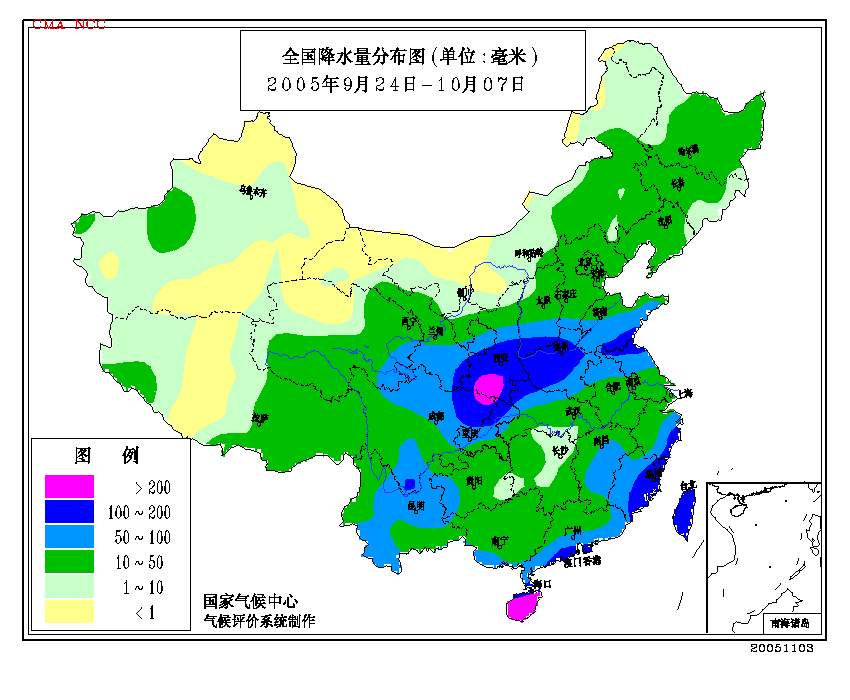 CMA NCC
全国降水量分布图(单位:毫米)
2005年9月24日-10月07日
哈尔滨
长春
沈阳
乌鲁木齐
呼和浩特
北京
天津
银川
太原
石家庄
济南
西宁
兰州
西安
郑州
合肥
南京
上海
拉萨
成都
重庆
武汉
长沙
南昌
福州
台北
贵阳
昆明
南宁
广州
澳门
香港
海口
图 例
>200
100~200
50~100
10~50
1~10
<1
国家气候中心
气候评价系统制作
南海诸岛
20051103